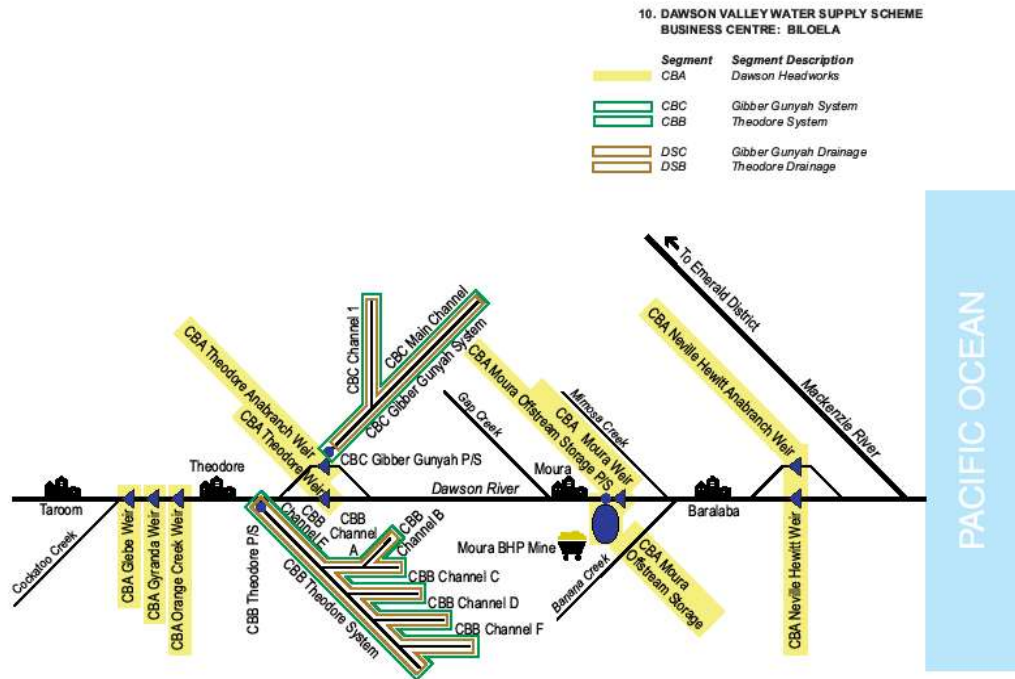 10. DAWSON VALLEY WATER SUPPLY SCHEME
BUSINESS CENTRE: BILOELA
Segment Segment Description
CBA Dawson Headworks
CBC Gibber Gunyah System
CBB Theodore System
DSC Gibber Gunyah Drainage
DSB Theodore Drainage
PACIFIC OCEAN
To Emerald District
Mackenzie River
CBA Neville Hewitt Anabranch Weir
CBC Channel 1
CBC Main Channel
CBC Gibber Gunyah System
CBA Theodore Anabranch Weir
CBA Theodore Weir
CBC Gibber Gunyah P/S
Gap Creek
CBA Moura Offstream Storage P/S
CBA Moura Weir
Mimosa Creek
Theodore
Moura
Dawson River
Taroom
Baralaba
Cockatoo Creek
CBA Glebe Weir
CBA Gyranda Weir
CBA Orange Creek Weir
CBB Theodore P/S
CBB
Channel E
CBB
Channel
A
CBB
Channel B
CBB Channel C
CBB Channel D
CBB Channel F
CBB Theodore System
Moura BHP Mine
Banana Creek
CBA Moura
Offstream Storage
CBA Neville Hewitt Weir